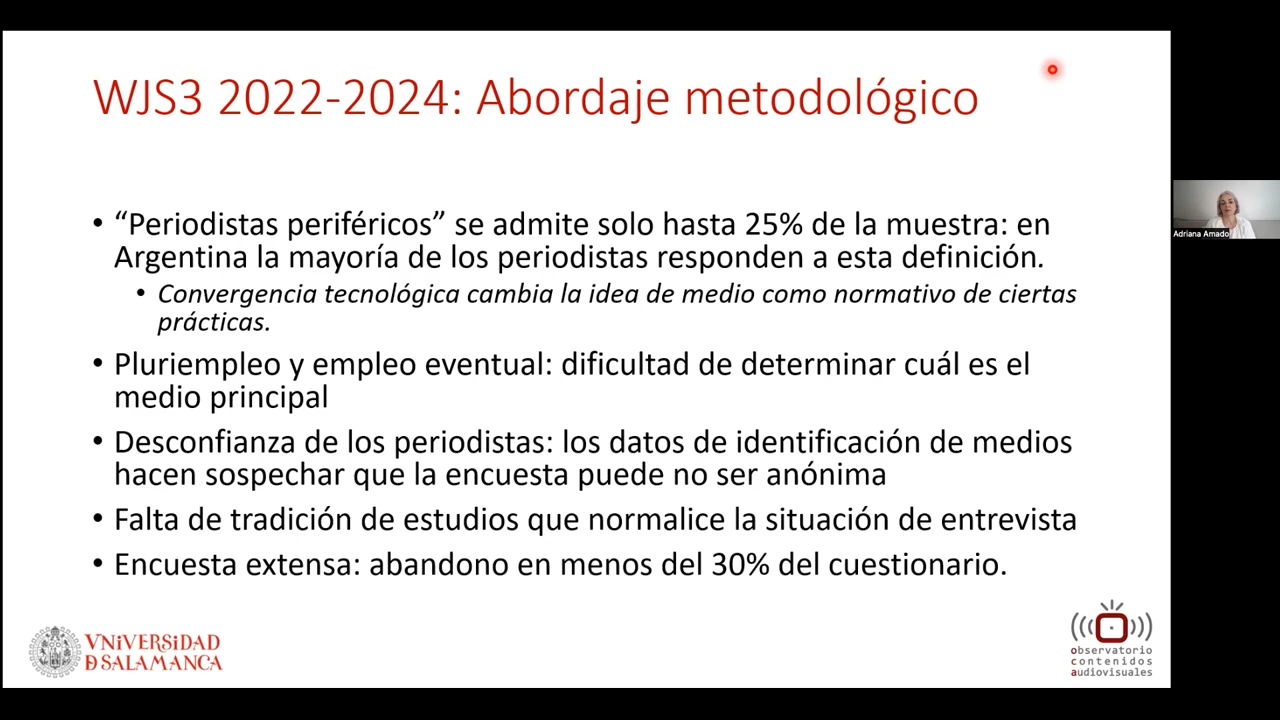 WJS3 2022-2024: Abordaje metodológico
• “Periodistas periféricos” se admite solo hasta 25% de la muestra: en
Argentina la mayoría de los periodistas responden a esta definición.
• Convergencia tecnológica cambia la idea de medio como normativo de ciertas
prácticas.
• Pluriempleo y empleo eventual: dificultad de determinar cuál es el
medio principal
• Desconfianza de los periodistas: los datos de identificación de medios
hacen sospechar que la encuesta puede no ser anónima
• Falta de tradición de estudios que normalice la situación de entrevista
• Encuesta extensa: abandono en menos del 30% del cuestionario.
VNiVERSiDAD
D SALAMANCA
observatorio
contenidos
audiovisuales
Adriana Amado